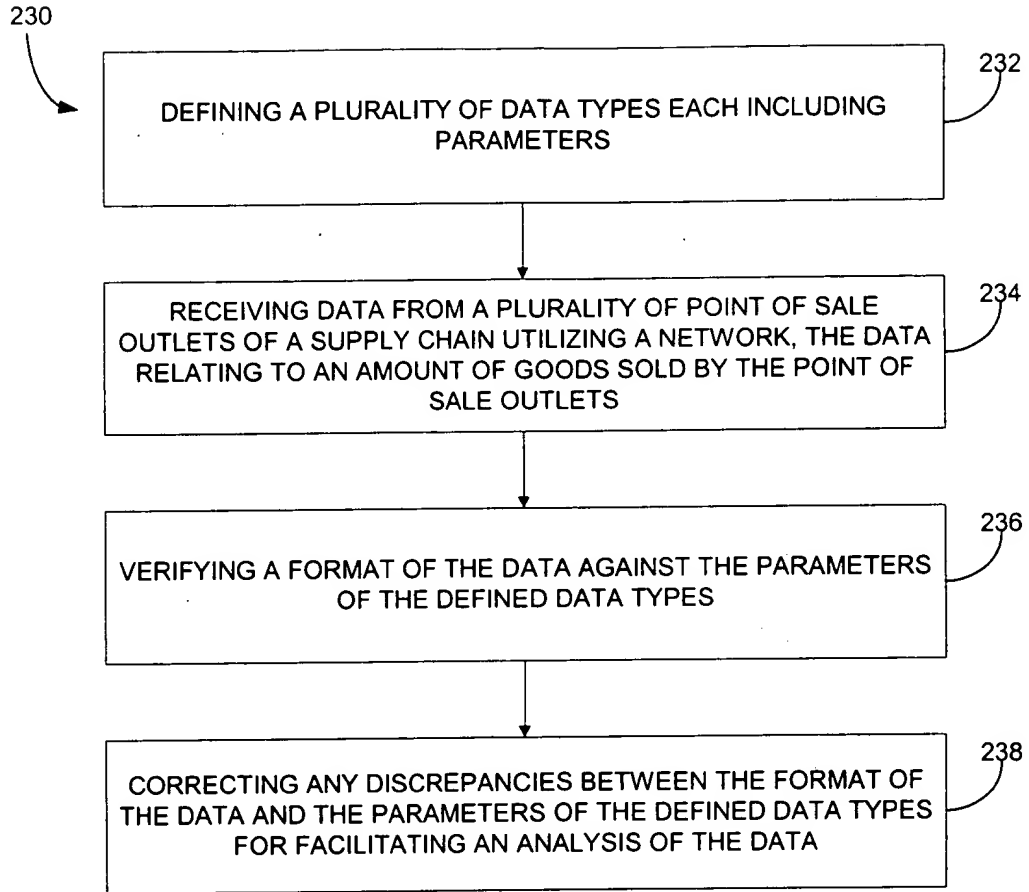 230
232
DEFINING A PLURALITY OF DATA TYPES EACH INCLUDING
PARAMETERS
234
RECEIVING DATA FROM A PLURALITY OF POINT OF SALE
OUTLETS OF A SUPPLY CHAIN UTILIZING A NETWORK, THE DATA
RELATING TO AN AMOUNT OF GOODS SOLD BY THE POINT OF
SALE OUTLETS
236
VERIFYING A FORMAT OF THE DATA AGAINST THE PARAMETERS
OF THE DEFINED DATA TYPES
238
CORRECTING ANY DISCREPANCIES BETWEEN THE FORMAT OF
THE DATA AND THE PARAMETERS OF THE DEFINED DATA TYPES
FOR FACILITATING AN ANALYSIS OF THE DATA